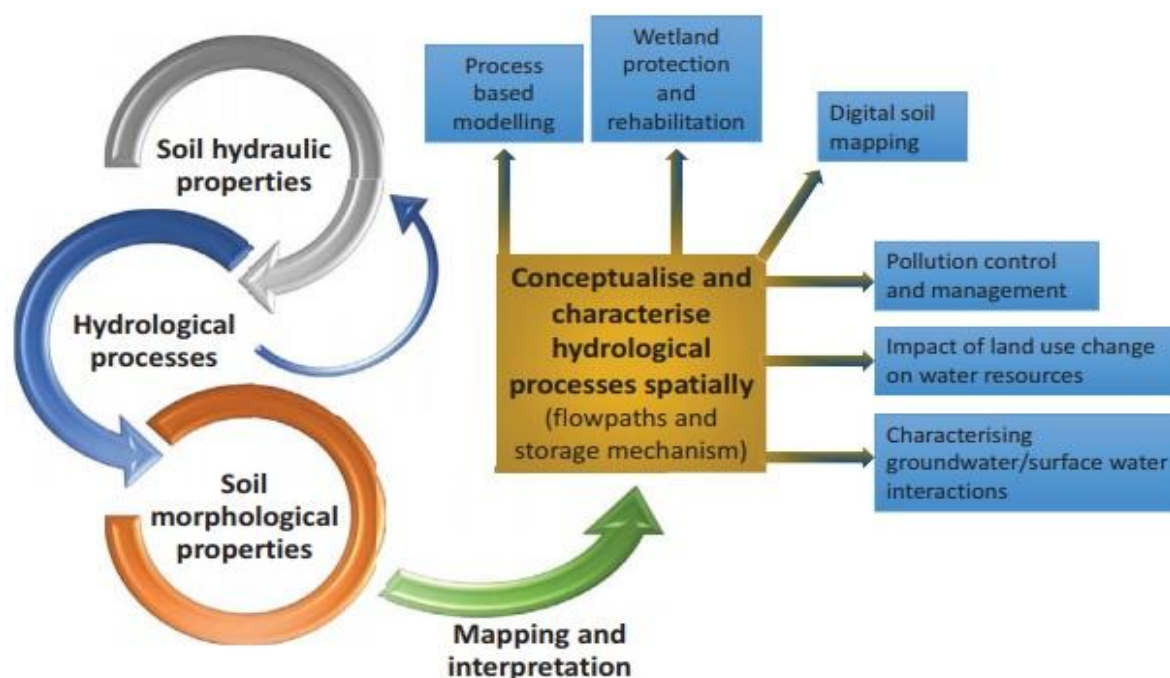 Soil hydraulic
properties
Hydrological
processes
Soil
morphological
properties
Mapping and
interpretation
Conceptualise and
characterise
hydrological
processes spatially
(flowpaths and
storage mechanism)
Process
based
modelling
Wetland
protection
and
rehabilitation
Digital soil
mapping
Pollution control
and management
Impact of land use change
on water resources
Characterising
groundwater/surface water
interactions